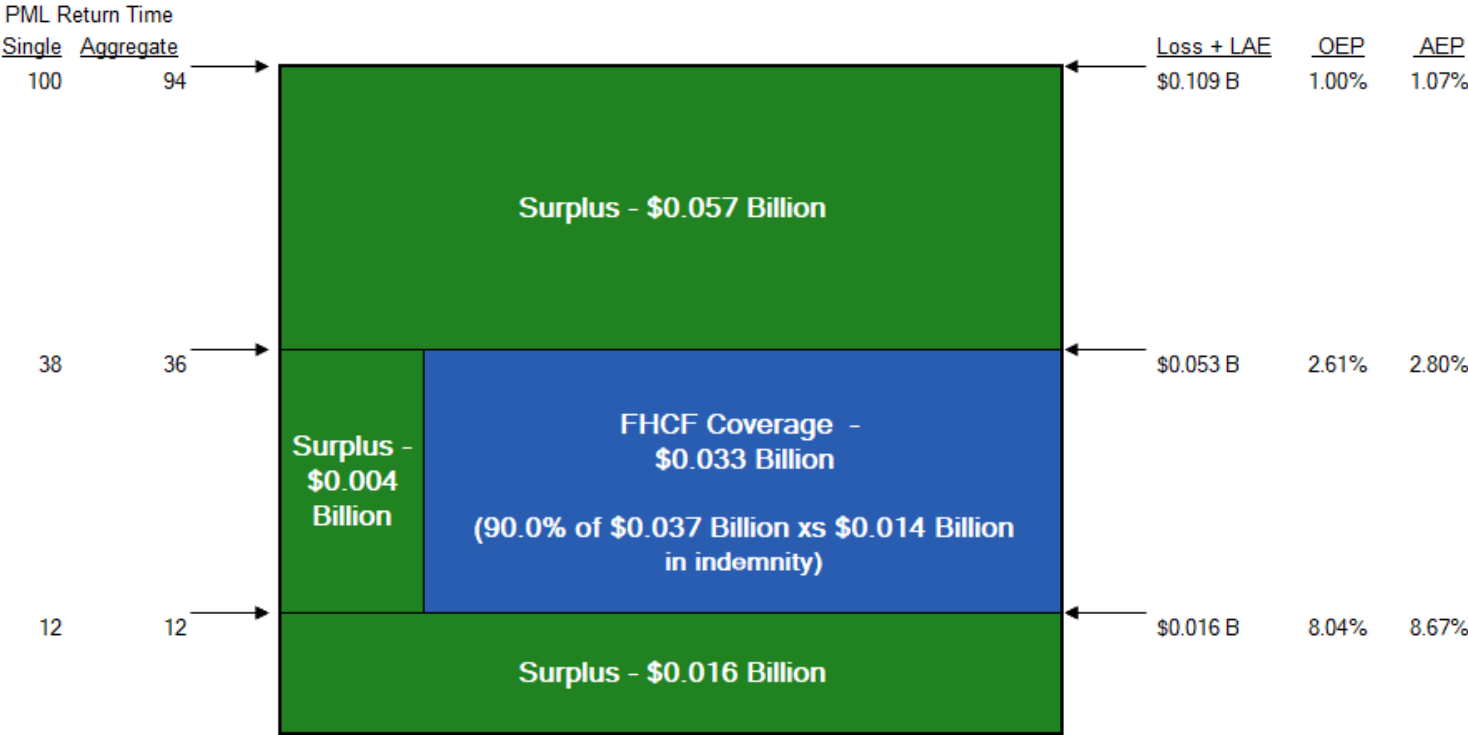 PML Return Time
Single Aggregate Loss + LAE OEP AEP
100 94 $0.109 B 1.00% 1.07%
Surplus - $0.057 Billion
38 36 $0.053 B 2.61% 2.80%
Surplus -
$0.004
Billion
FHCF Coverage -
$0.033 Billion
(90.0% of $0.037 Billion xs $0.014 Billion
in indemnity)
12 12 $0.016 B 8.04% 8.67%
Surplus - $0.016 Billion